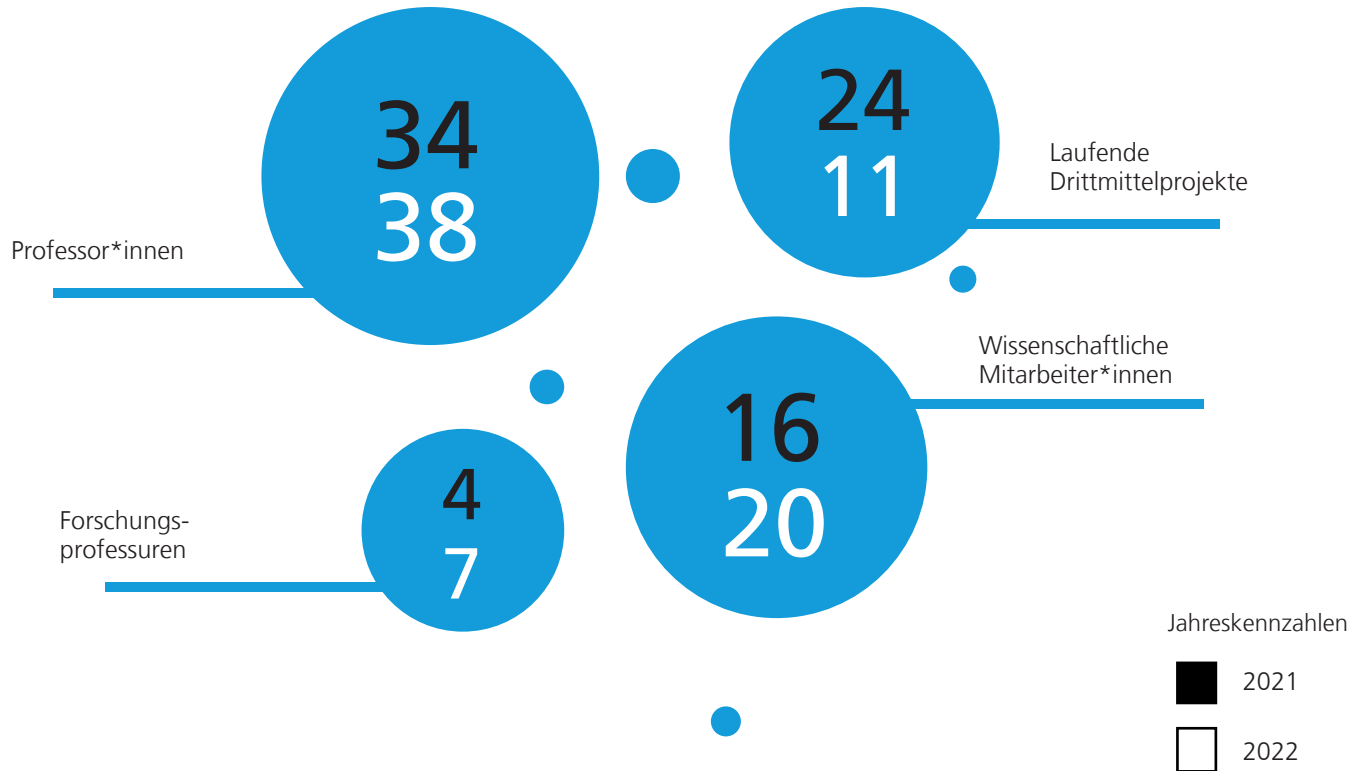 34
38
Professor*innen
24
11
Laufende
Drittmittelprojekte
Wissenschaftliche
Mitarbeiter*innen
16
20
4
7
Forschungs-
professuren
Jahreskennzahlen
2021
2022